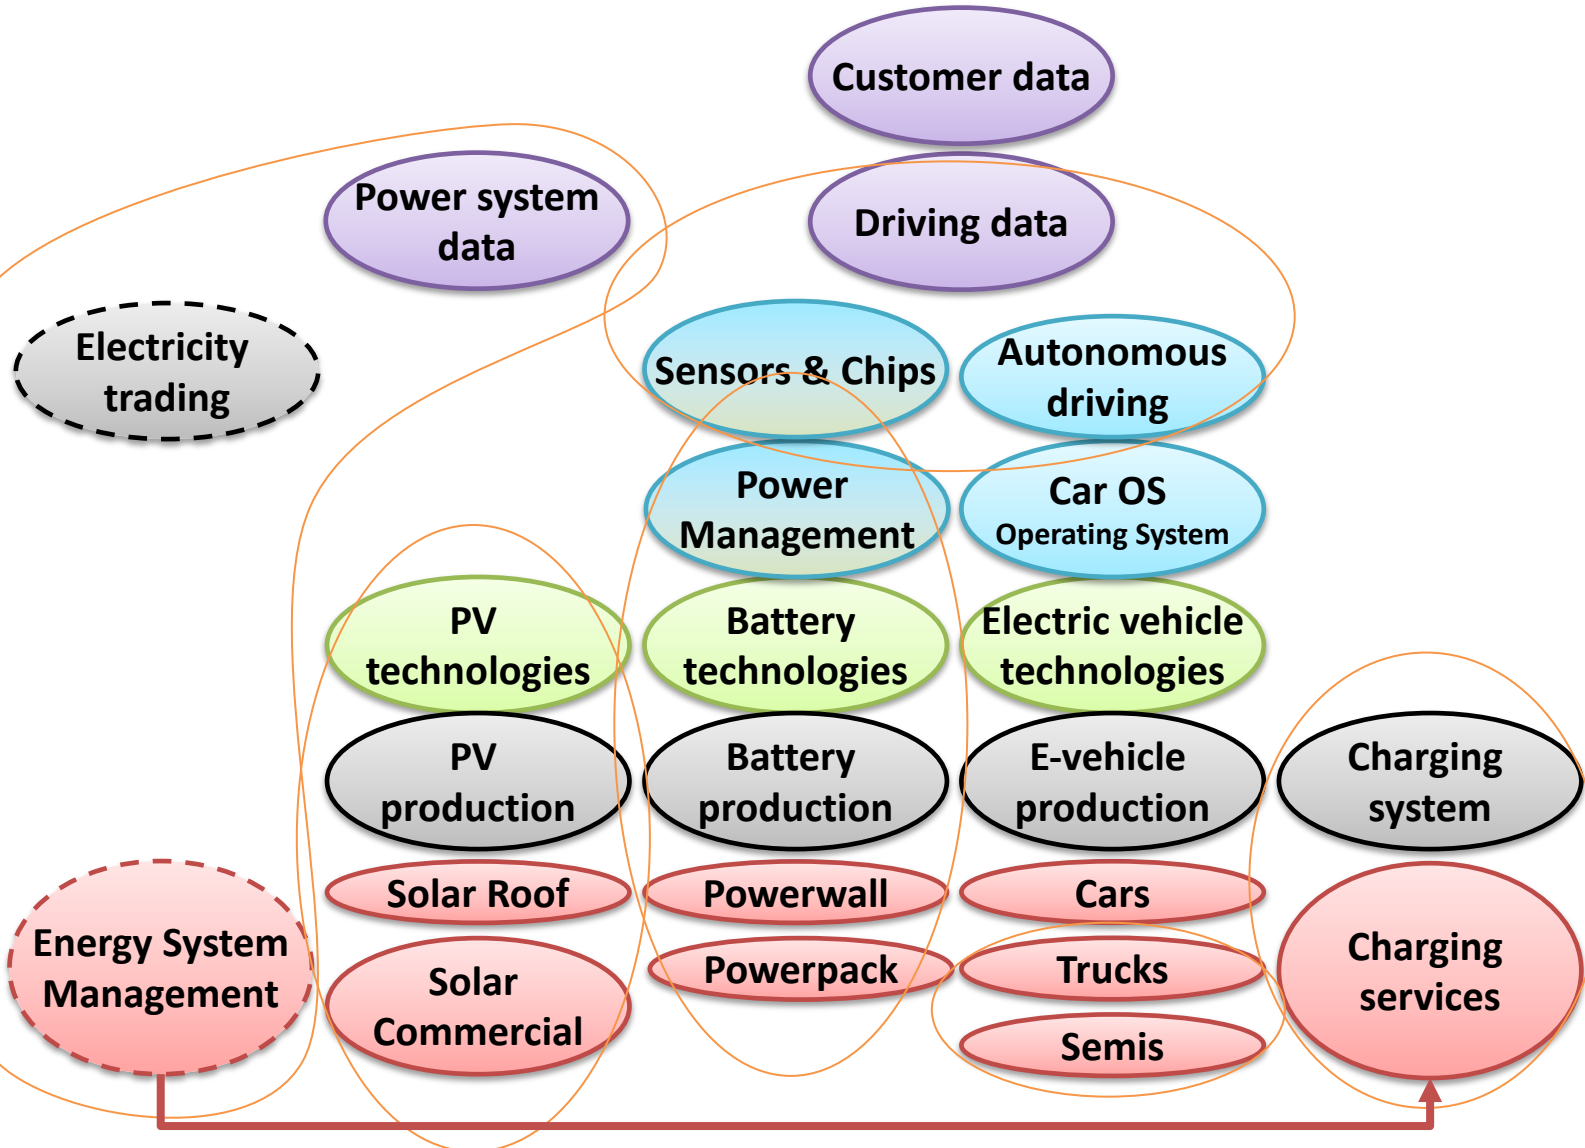 Customer data
Power system
data
Driving data
Electricity
trading
Sensors & Chips
Autonomous
driving
Power
Management
Car OS
Operating System
PV
technologies
Battery
technologies
Electric vehicle
technologies
PV
production
Battery
production
E-vehicle
production
Charging
system
Energy System
Management
Solar Roof
Powerwall
Cars
Solar
Commercial
Powerpack
Trucks
Semis
Charging
services